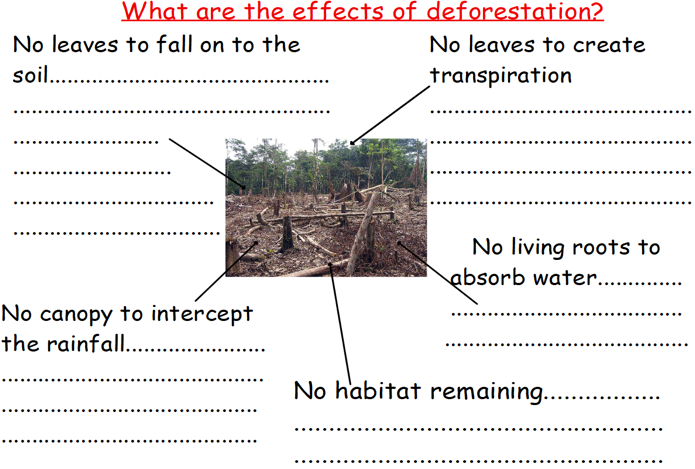 What are the effects of deforestation?
No leaves to fall on to the
soil...............................................
.....................................................
.........................
...........................
..................................
...................................
No leaves to create
transpiration
............................................
............................................
............................................
............................................
No living roots to
absorb water..............
.......................................
.........................................
No canopy to intercept
the rainfall........................
............................................
...........................................
...........................................
No habitat remaining.................
.....................................................
.....................................................